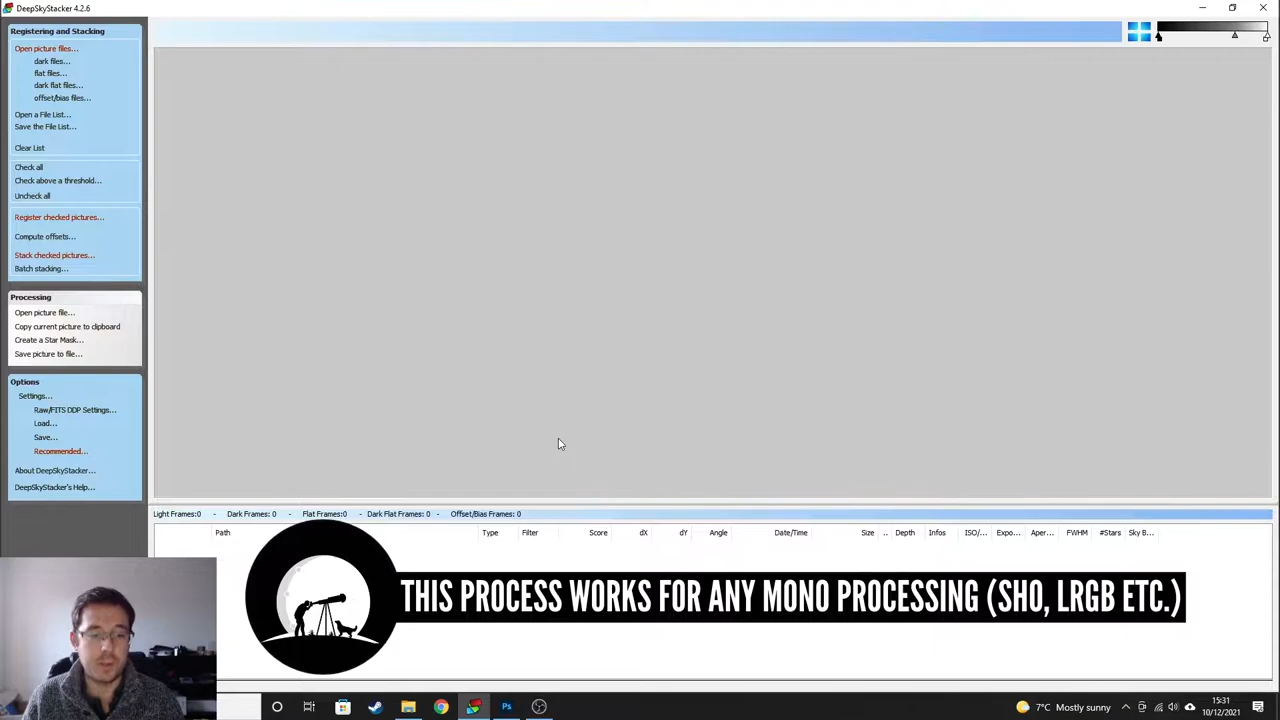 DeepSkyStacker 4.2.6
Registering and Stacking
Open picture files...
dark files...
flat files...
dark flat files...
offset/bias files...
Open a File List...
Save the File List...
Clear List
Check all
Check above a threshold...
Uncheck all
Register checked pictures...
Compute offsets...
Stack checked pictures...
Batch stacking...
Processing
Open picture file...
Copy current picture to clipboard
Create a Star Mask...
Save picture to file...
Options
Settings...
Raw/FITS DDP Settings...
Load...
Save...
Recommended...
About DeepSkyStacker...
DeepSkyStacker's Help...
Light Frames:0 - Dark Frames: 0 - Flat Frames:0 - Dark Flat Frames: 0 - Offset/Bias Frames: 0
Path Type Filter Score dX dY Angle Date/Time Size .. Depth Infos ISO/... Expo... Aper... FWHM #Stars Sky B...
THIS PROCESS WORKS FOR ANY MONO PROCESSING (SHO, LRGB ETC.)
Ps
7°C Mostly sunny
15:31
10/12/2021